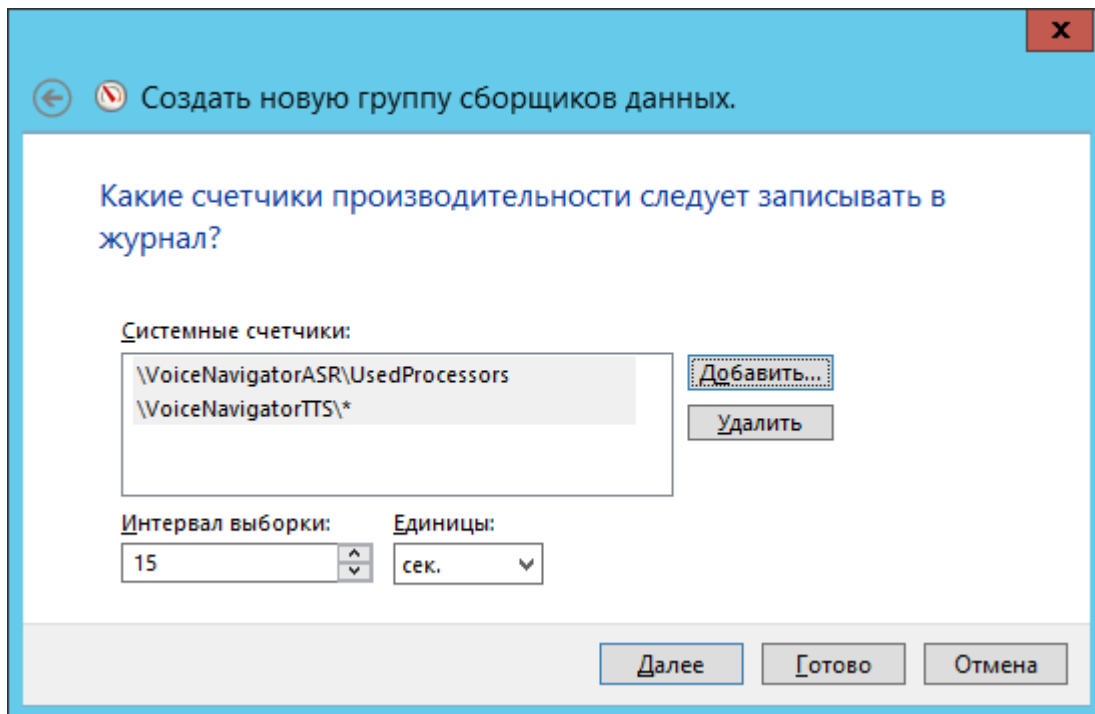 Создать новую группу сборщиков данных.
Какие счетчики производительности следует записывать в
журнал?
Системные счетчики:
\VoiceNavigatorASR\UsedProcessors
\VoiceNavigatorTTS\*
Добавить...
Удалить
Интервал выборки: Единицы:
15 сек.
Далее Готово Отмена